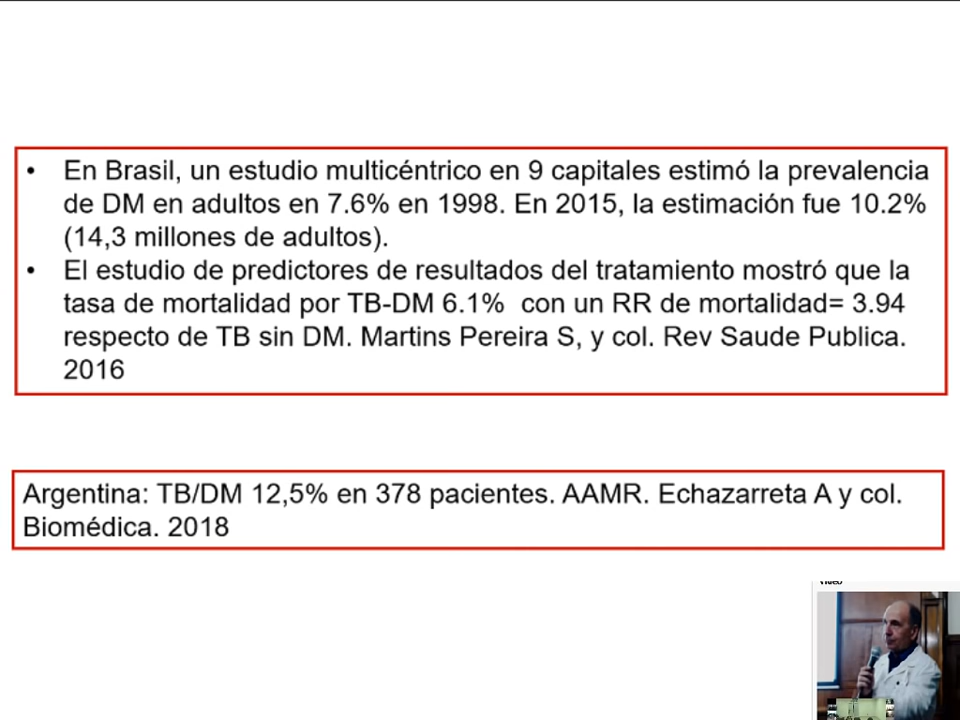 • En Brasil, un estudio multicéntrico en 9 capitales estimó la prevalencia
de DM en adultos en 7.6% en 1998. En 2015, la estimación fue 10.2%
(14,3 millones de adultos).
• El estudio de predictores de resultados del tratamiento mostró que la
tasa de mortalidad por TB-DM 6.1% con un RR de mortalidad= 3.94
respecto de TB sin DM. Martins Pereira S, y col. Rev Saude Publica.
2016
Argentina: TB/DM 12,5% en 378 pacientes. AAMR. Echazarreta A y col.
Biomédica. 2018
Video